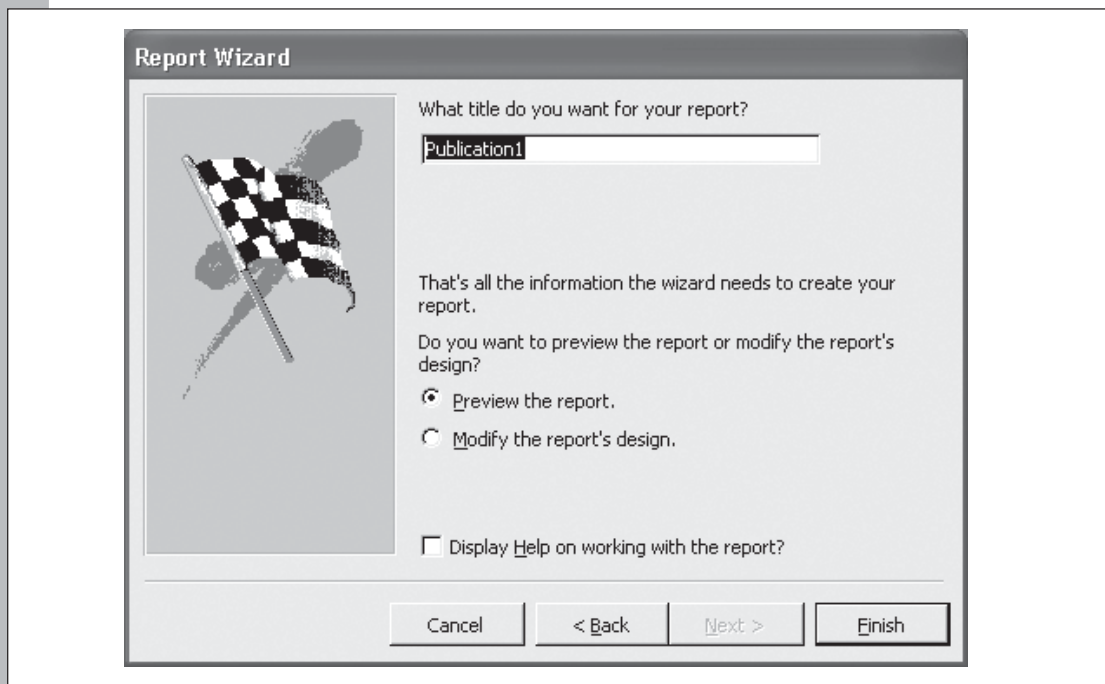 Report Wizard
What title do you want for your report?
Publication1
That's all the information the wizard needs to create your
report.
Do you want to preview the report or modify the report's
design?
Preview the report.
Modify the report's design.
Display Help on working with the report?
Cancel
< Back
Next >
Finish